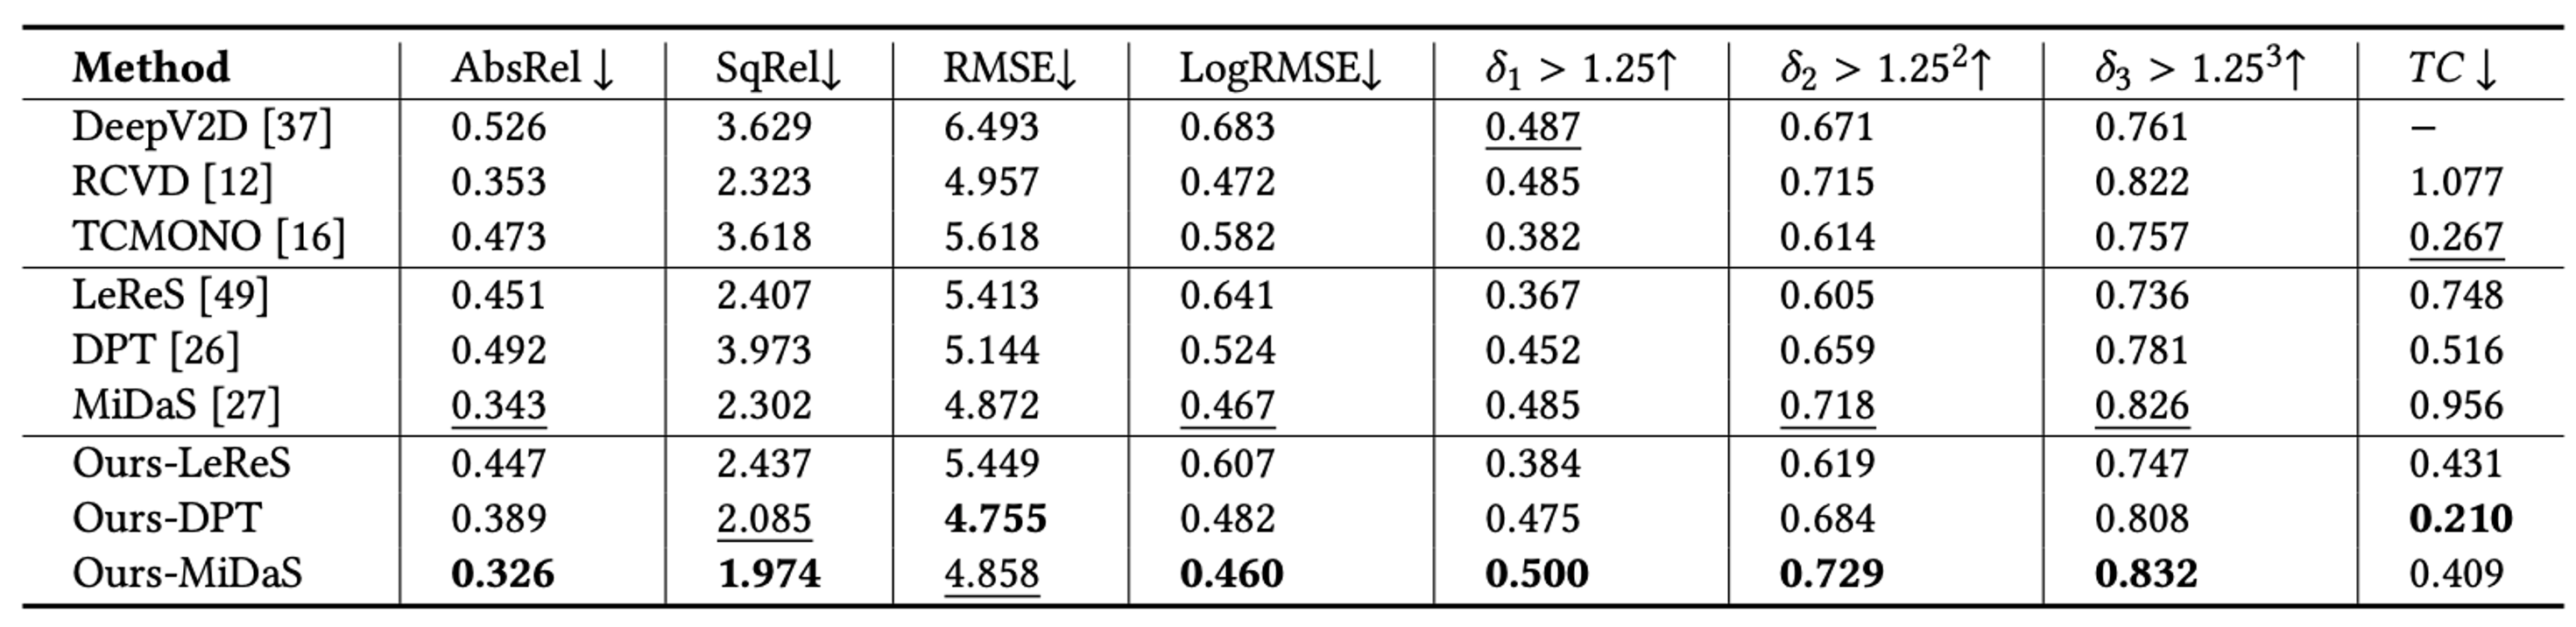 Method AbsRel ↓ SqRel↓ RMSE↓ LogRMSE↓ δ₁ > 1.25↑ δ₂ > 1.25²↑ δ₃ > 1.25³↑ TC ↓
DeepV2D [37] 0.526 3.629 6.493 0.683 0.487 0.671 0.761 –
RCVD [12] 0.353 2.323 4.957 0.472 0.485 0.715 0.822 1.077
TCMONO [16] 0.473 3.618 5.618 0.582 0.382 0.614 0.757 0.267
LeReS [49] 0.451 2.407 5.413 0.641 0.367 0.605 0.736 0.748
DPT [26] 0.492 3.973 5.144 0.524 0.452 0.659 0.781 0.516
MiDaS [27] 0.343 2.302 4.872 0.467 0.485 0.718 0.826 0.956
Ours-LeReS 0.447 2.437 5.449 0.607 0.384 0.619 0.747 0.431
Ours-DPT 0.389 2.085 4.755 0.482 0.475 0.684 0.808 0.210
Ours-MiDaS 0.326 1.974 4.858 0.460 0.500 0.729 0.832 0.409